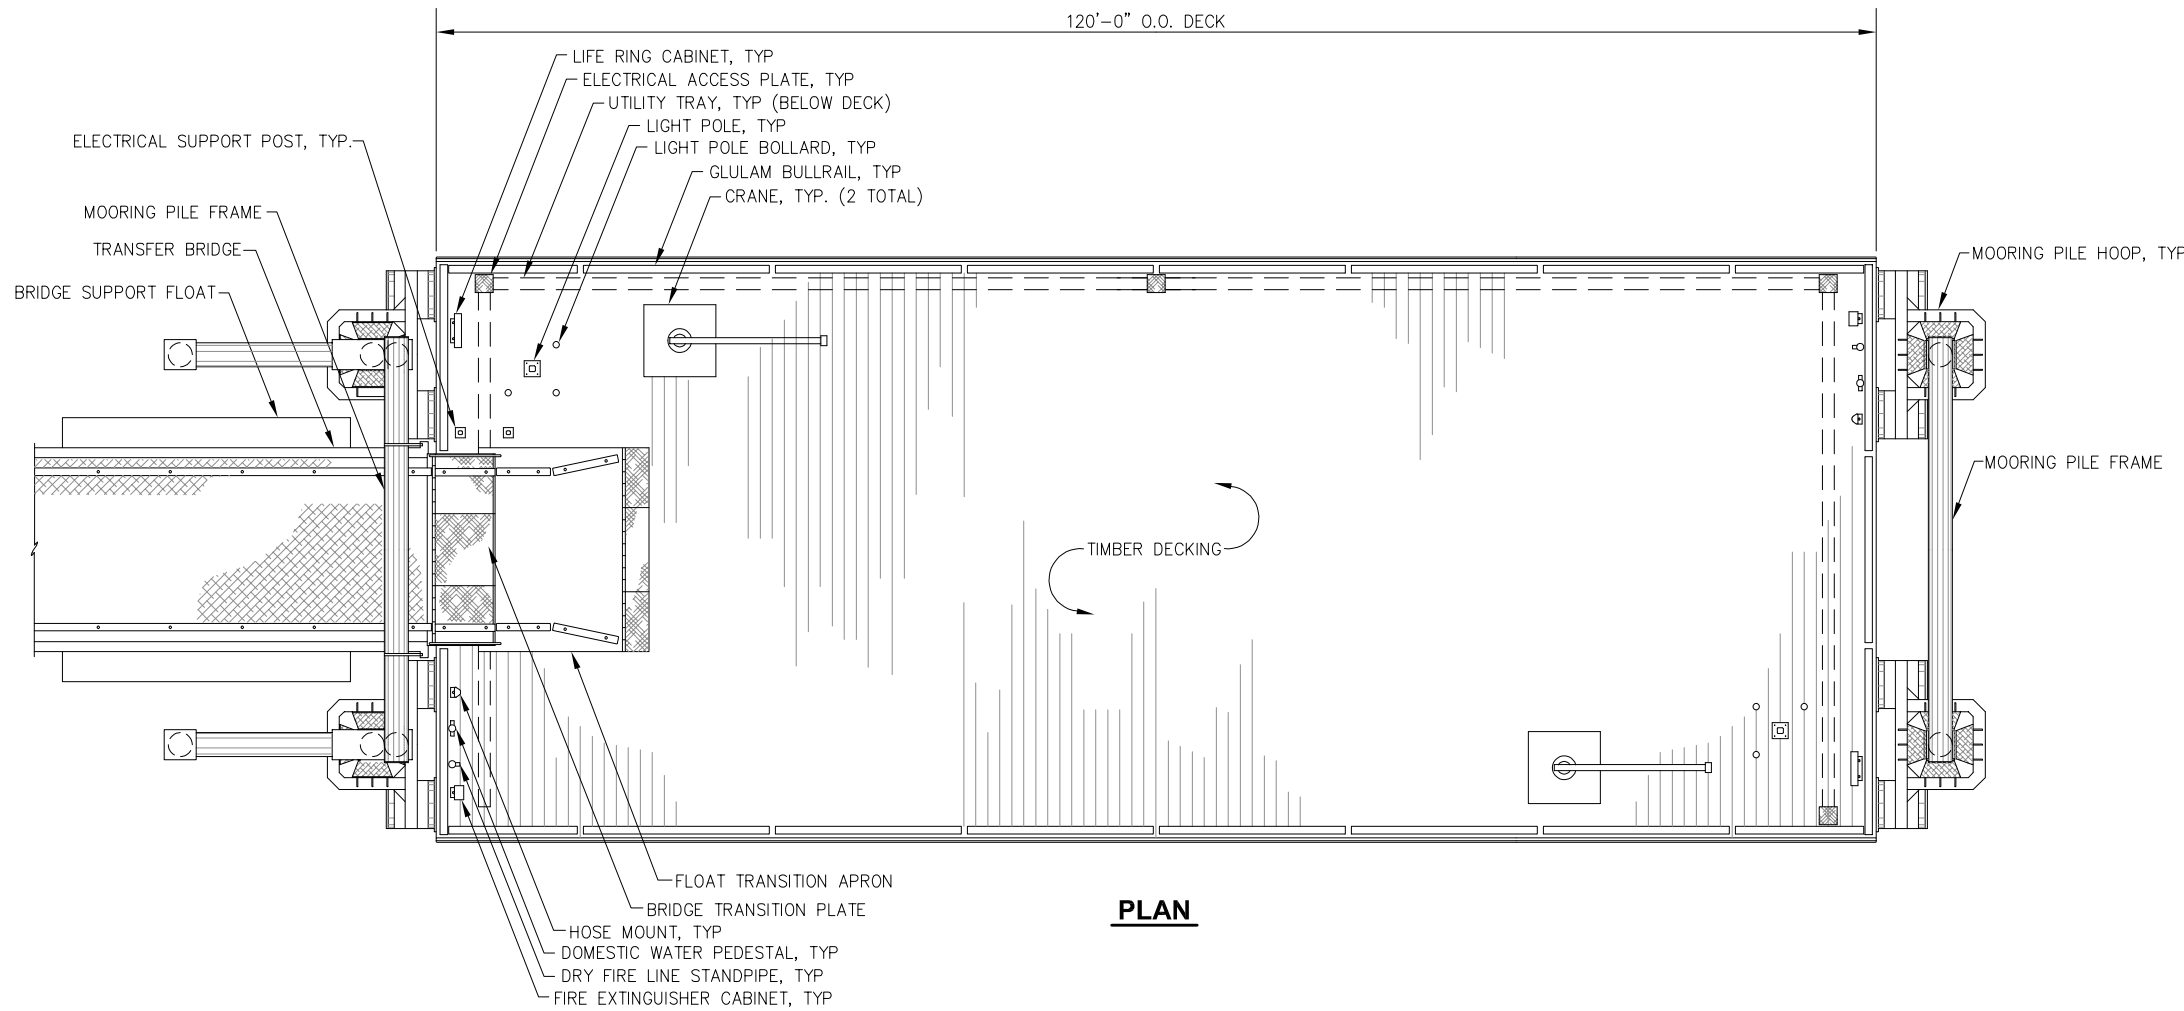 120'-0" O.O. DECK
LIFE RING CABINET, TYP
ELECTRICAL ACCESS PLATE, TYP
UTILITY TRAY, TYP (BELOW DECK)
LIGHT POLE, TYP
ELECTRICAL SUPPORT POST, TYP.
LIGHT POLE BOLLARD, TYP
GLULAM BULLRAIL, TYP
CRANE, TYP. (2 TOTAL)
MOORING PILE FRAME
TRANSFER BRIDGE
MOORING PILE HOOP, TYP
BRIDGE SUPPORT FLOAT
MOORING PILE FRAME
TIMBER DECKING
FLOAT TRANSITION APRON
BRIDGE TRANSITION PLATE
PLAN
HOSE MOUNT, TYP
DOMESTIC WATER PEDESTAL, TYP
DRY FIRE LINE STANDPIPE, TYP
FIRE EXTINGUISHER CABINET, TYP